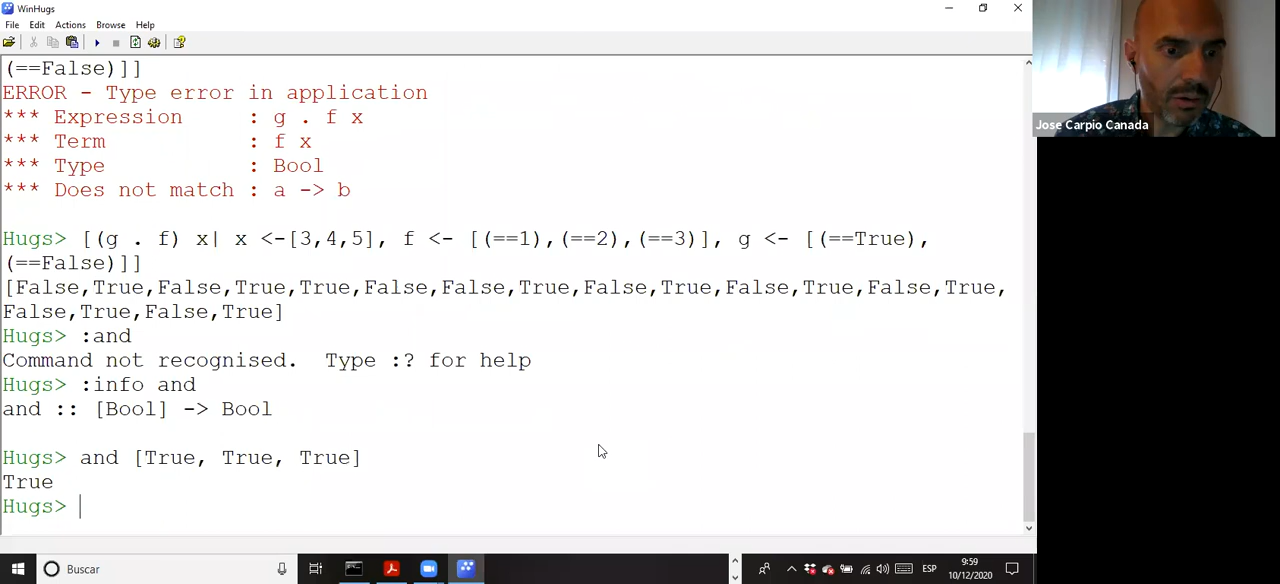 WinHugs
File Edit Actions Browse Help
(==False)]]
ERROR - Type error in application
*** Expression : g . f x
*** Term : f x
*** Type : Bool
*** Does not match : a -> b
Hugs> [(g . f) x| x <-[3,4,5], f <- [(==1),(==2),(==3)], g <- [(==True),
(==False)]]
[False,True,False,True,True,False,False,True,False,True,False,True,False,True,
False,True,False,True]
Hugs> :and
Command not recognised. Type :? for help
Hugs> :info and
and :: [Bool] -> Bool
Hugs> and [True, True, True]
True
Hugs>
Jose Carpio Canada
Buscar
ESP
9:59
10/12/2020